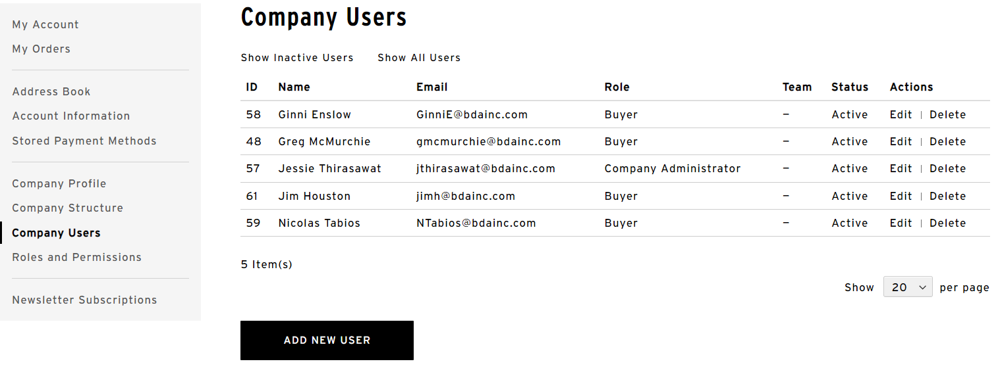 My Account
My Orders
Address Book
Account Information
Stored Payment Methods
Company Profile
Company Structure
Company Users
Roles and Permissions
Newsletter Subscriptions
Company Users
Show Inactive Users Show All Users
ID Name Email Role Team Status Actions
58 Ginni Enslow GinniE@bdainc.com Buyer – Active Edit | Delete
48 Greg McMurchie gmcmurchie@bdainc.com Buyer – Active Edit | Delete
57 Jessie Thirasawat jthirasawat@bdainc.com Company Administrator – Active Edit | Delete
61 Jim Houston jimh@bdainc.com Buyer – Active Edit | Delete
59 Nicolas Tabios NTabios@bdainc.com Buyer – Active Edit | Delete
5 Item(s)
Show 20 per page
ADD NEW USER